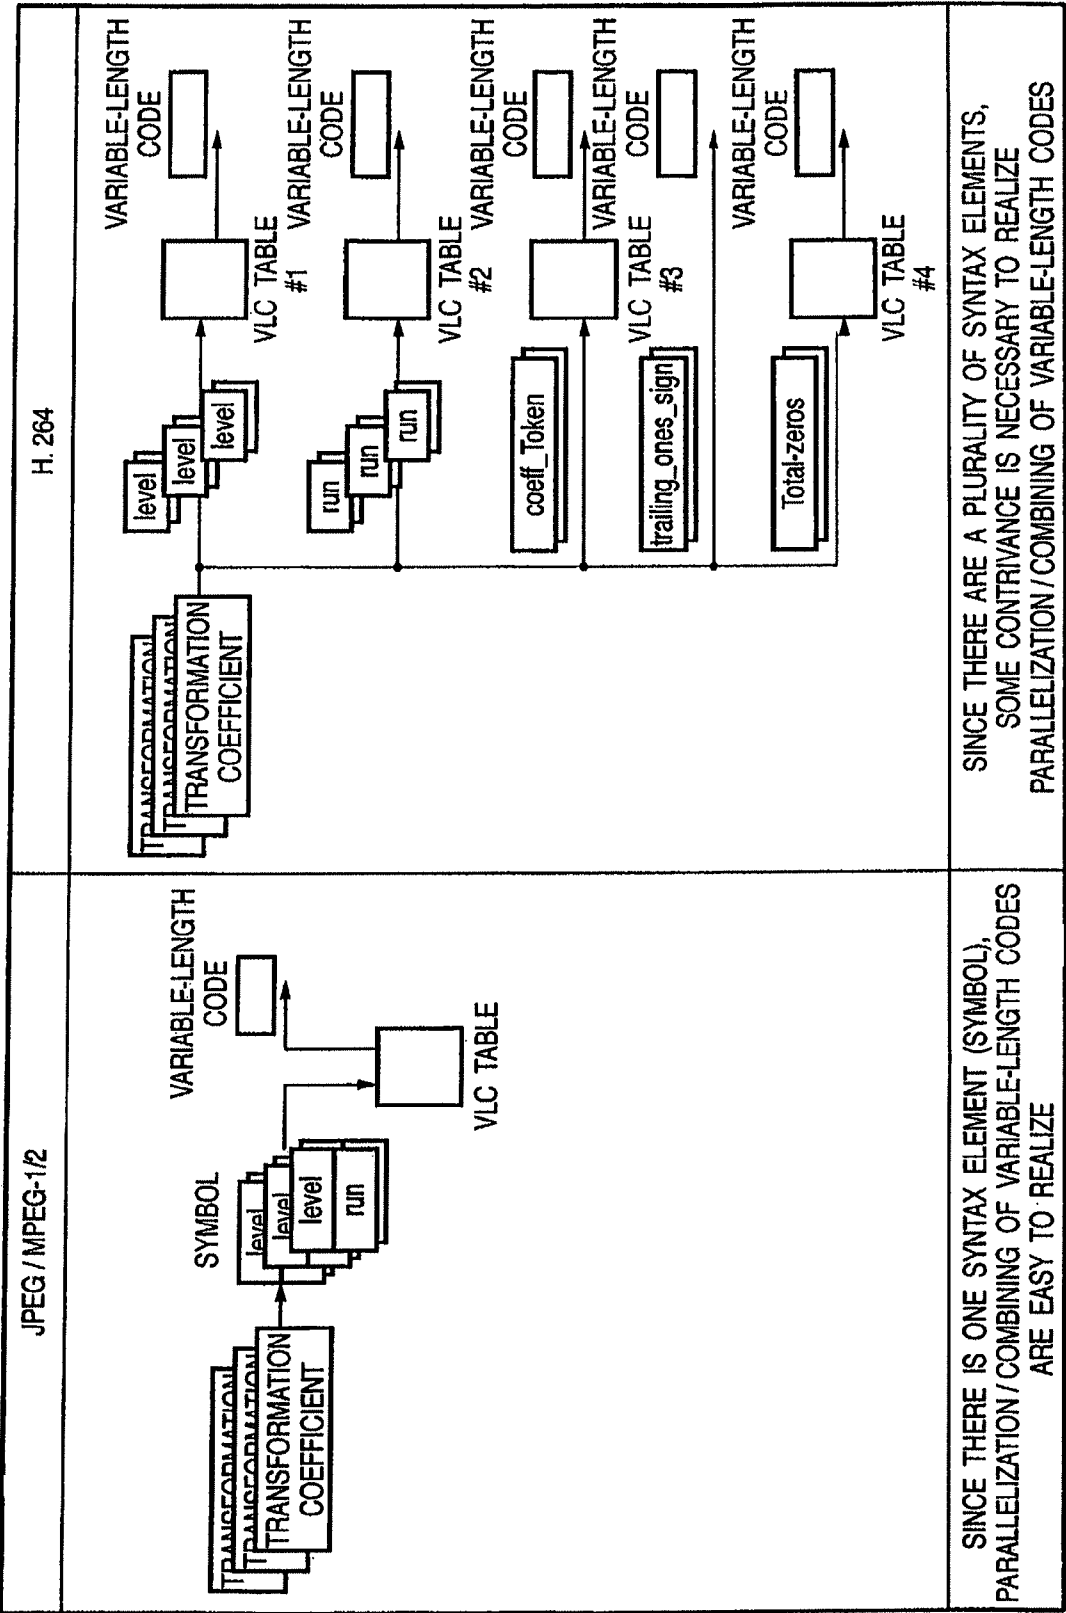 JPEG / MPEG-1/2
TRANSFORMATION
TRANSFORMATION
TRANSFORMATION
COEFFICIENT
SYMBOL
level
level
level
run
VARIABLE-LENGTH
CODE
VLC TABLE
SINCE THERE IS ONE SYNTAX ELEMENT (SYMBOL),
PARALLELIZATION/COMBINING OF VARIABLE-LENGTH CODES
ARE EASY TO REALIZE
H. 264
TRANSFORMATION
TRANSFORMATION
TRANSFORMATION
COEFFICIENT
level
level
level
VLC TABLE
#1
VARIABLE-LENGTH
CODE
run
run
run
VLC TABLE
#2
VARIABLE-LENGTH
CODE
coeff_Token
VLC TABLE
#3
VARIABLE-LENGTH
CODE
trailing_ones_sign
VARIABLE-LENGTH
CODE
Total-zeros
VLC TABLE
#4
VARIABLE-LENGTH
CODE
SINCE THERE ARE A PLURALITY OF SYNTAX ELEMENTS,
SOME CONTRIVANCE IS NECESSARY TO REALIZE
PARALLELIZATION/COMBINING OF VARIABLE-LENGTH CODES